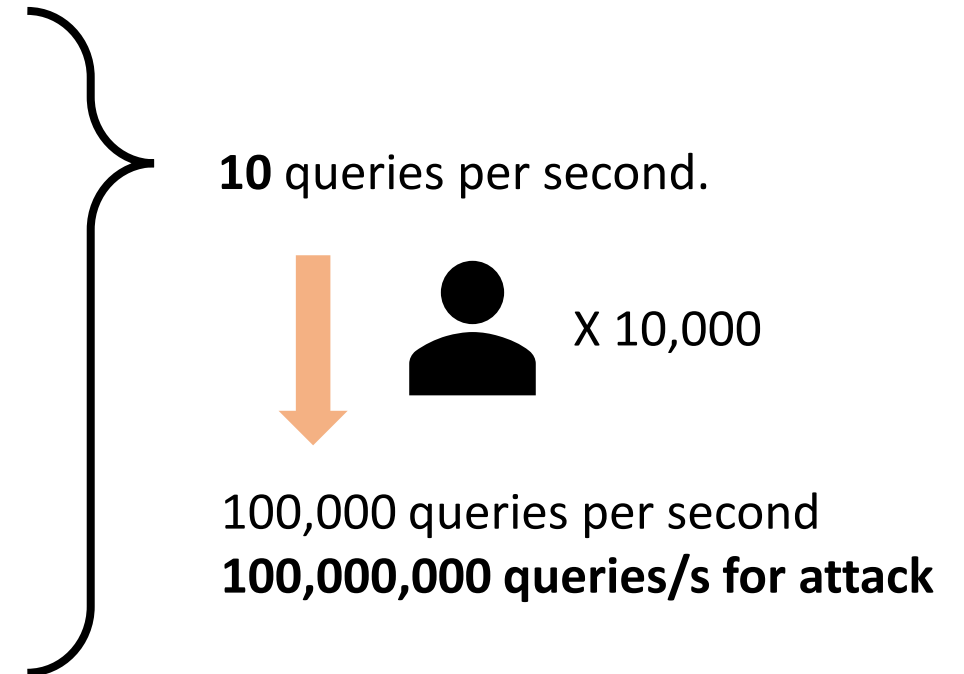 10 queries per second.
X 10,000
100,000 queries per second
100,000,000 queries/s for attack